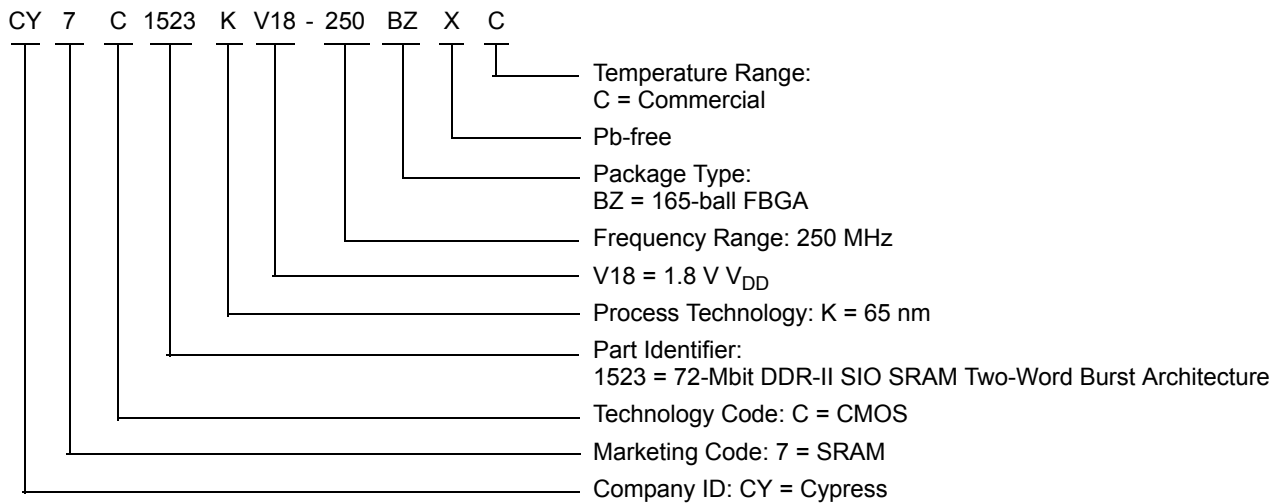 CY 7 C 1523 K V18 - 250 BZ X C
Temperature Range:
C = Commercial
Pb-free
Package Type:
BZ = 165-ball FBGA
Frequency Range: 250 MHz
V18 = 1.8 V VDD
Process Technology: K = 65 nm
Part Identifier:
1523 = 72-Mbit DDR-II SIO SRAM Two-Word Burst Architecture
Technology Code: C = CMOS
Marketing Code: 7 = SRAM
Company ID: CY = Cypress